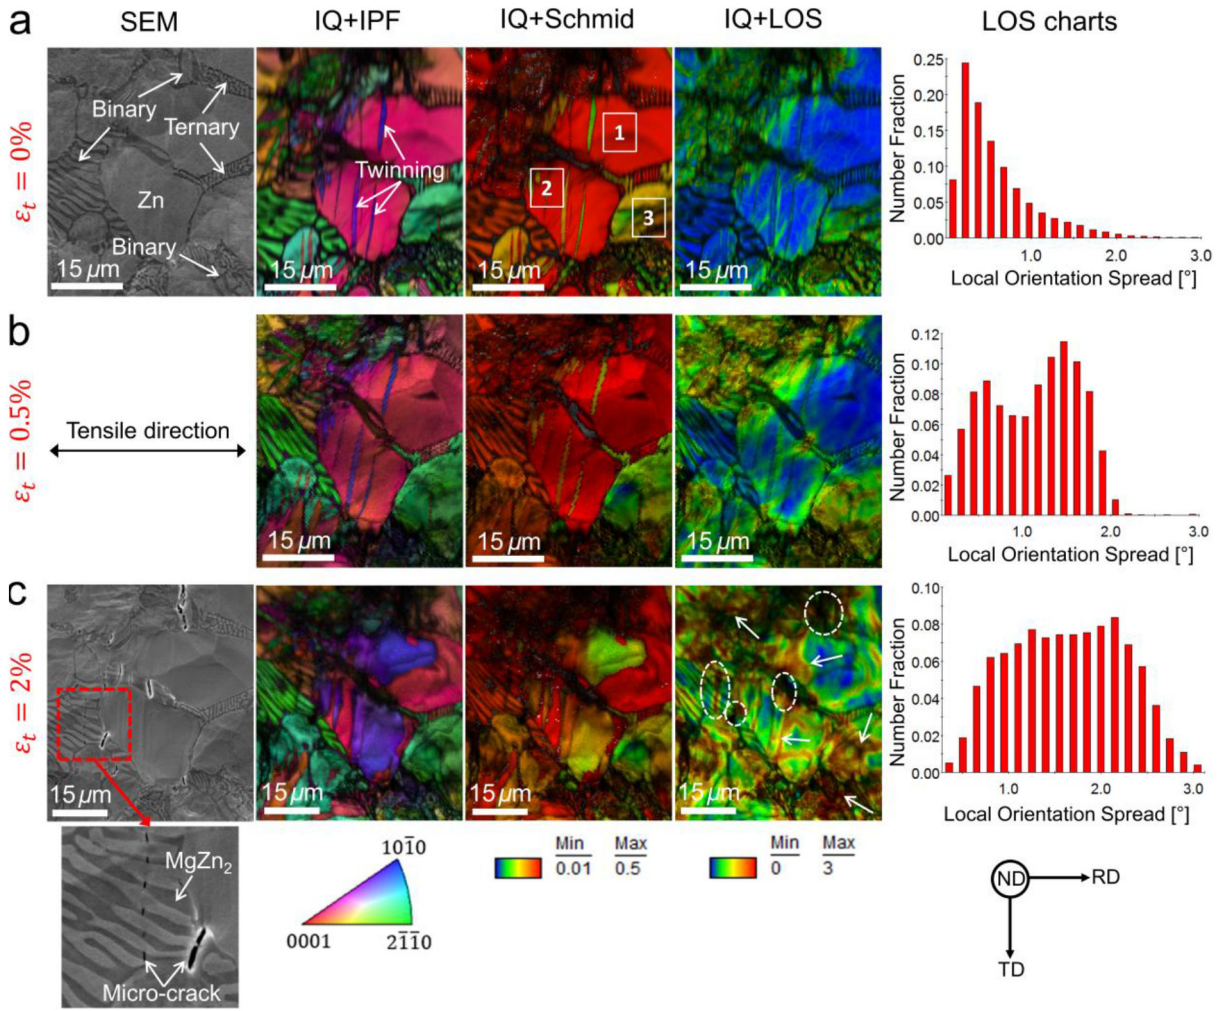 a
SEM
IQ+IPF
IQ+Schmid
IQ+LOS
LOS charts
εt = 0%
Binary
Ternary
Zn
Binary
15 µm
Twinning
15 µm
1
2
3
15 µm
15 µm
Number Fraction
0.25
0.20
0.15
0.10
0.05
0.00
1.0 2.0 3.0
Local Orientation Spread [°]
b
εt = 0.5%
Tensile direction
15 µm
15 µm
15 µm
Number Fraction
0.12
0.10
0.08
0.06
0.04
0.02
0.00
1.0 2.0 3.0
Local Orientation Spread [°]
c
εt = 2%
15 µm
15 µm
15 µm
15 µm
Number Fraction
0.10
0.08
0.06
0.04
0.02
0.00
1.0 2.0 3.0
Local Orientation Spread [°]
MgZn₂
Micro-crack
101̅0
0001
21̅1̅0
Min Max
0.01 0.5
Min Max
0 3
ND
RD
TD